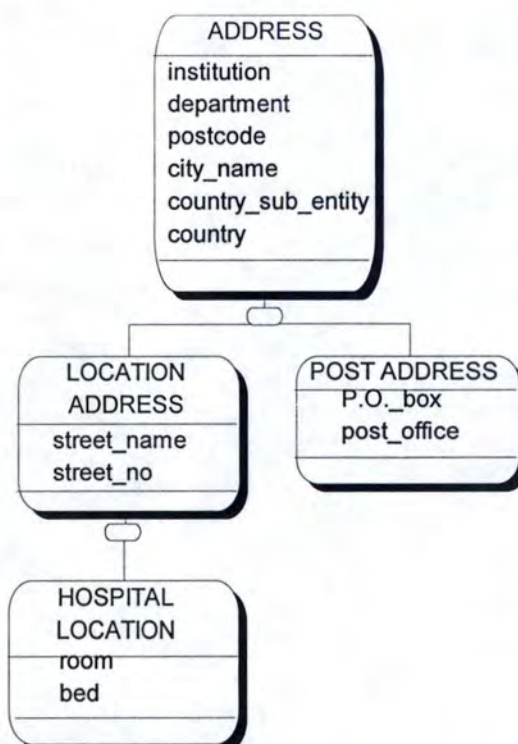 ADDRESS
institution
department
postcode
city_name
country_sub_entity
country
LOCATION
ADDRESS
street_name
street_no
POST ADDRESS
P.O._box
post_office
HOSPITAL
LOCATION
room
bed